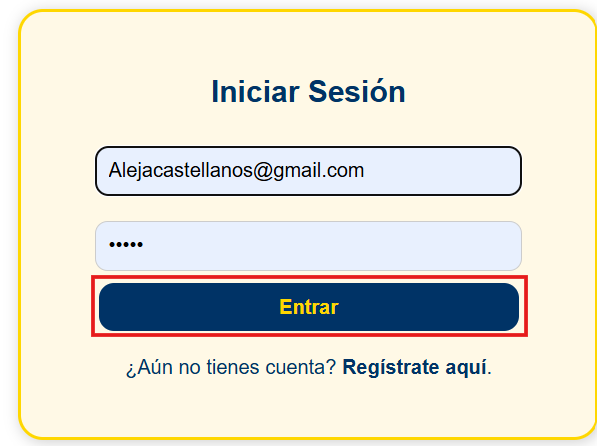 Iniciar Sesión
Alejacastellanos@gmail.com
•••••
Entrar
¿Aún no tienes cuenta? Regístrate aquí.